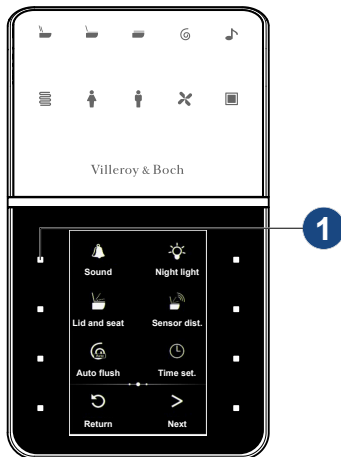 Villeroy & Boch
1
Sound Night light
Lid and seat Sensor dist.
Auto flush Time set.
Return Next